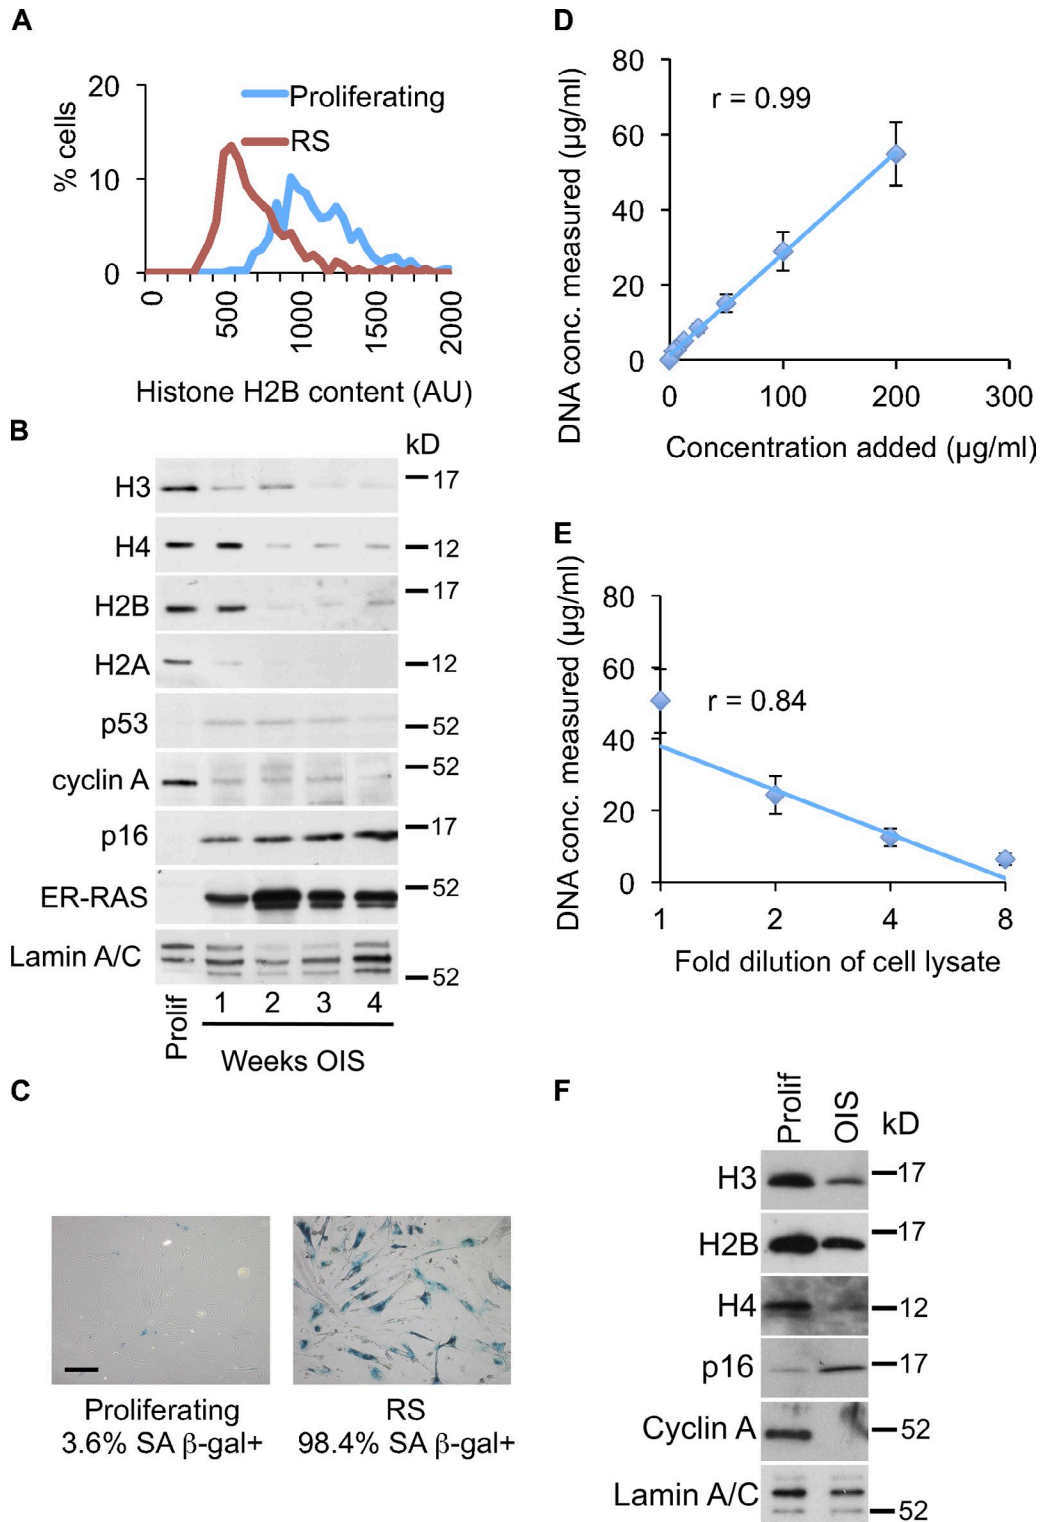 A
20
10
0
% cells
Proliferating
RS
0
500
1000
1500
2000
Histone H2B content (AU)
B
kD
H3
17
H4
12
H2B
17
H2A
12
p53
52
cyclin A
52
p16
17
ER-RAS
52
Lamin A/C
52
Prolif
1 2 3 4
Weeks OIS
C
Proliferating
3.6% SA β-gal+
RS
98.4% SA β-gal+
D
DNA conc. measured (µg/ml)
80
60
40
20
0
r = 0.99
0 100 200 300
Concentration added (µg/ml)
E
DNA conc. measured (µg/ml)
80
60
40
20
0
r = 0.84
1 2 4 8
Fold dilution of cell lysate
F
Prolif
OIS
kD
H3
17
H2B
17
H4
12
p16
17
Cyclin A
52
Lamin A/C
52